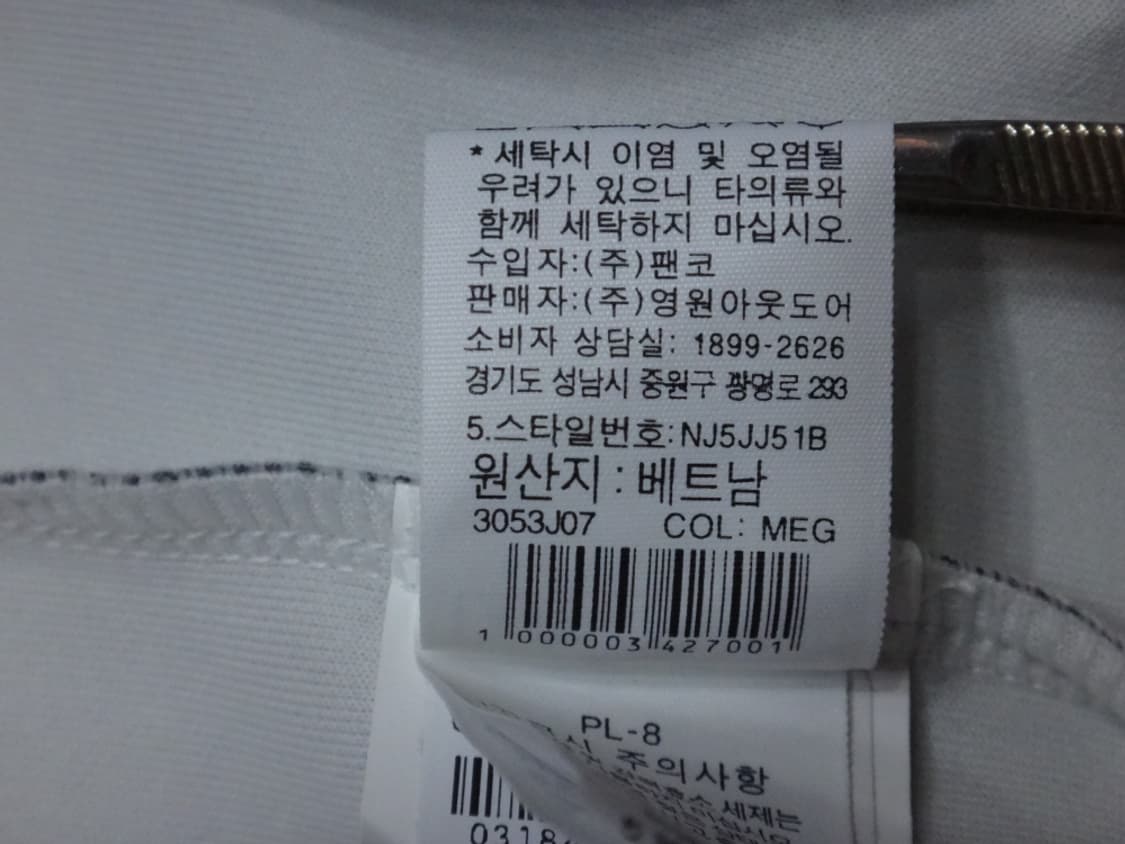 * 세탁시 이염 및 오염될
우려가 있으니 타의류와
함께 세탁하지 마십시오.
수입자:(주)팬코
판매자:(주)영원아웃도어
소비자 상담실: 1899-2626
경기도 성남시 중원구 광명로 293
5.스타일번호:NJ5JJ51B
원산지 : 베트남
3053J07 COL: MEG
1 000003 427001
PL-8
주의사항
세제는
0318